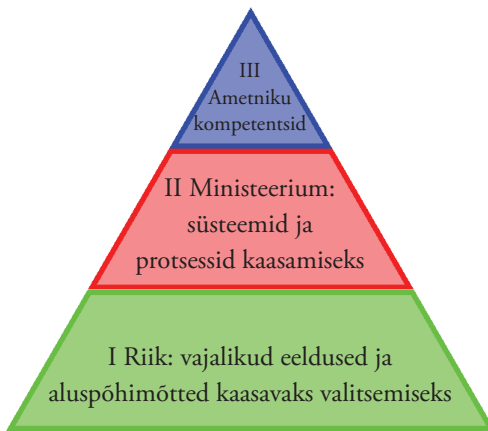 III
Ametniku
kompetentsid
II Ministeerium:
süsteemid ja
protsessid kaasamiseks
I Riik: vajalikud eeldused ja
aluspõhimõtted kaasavaks valitsemiseks